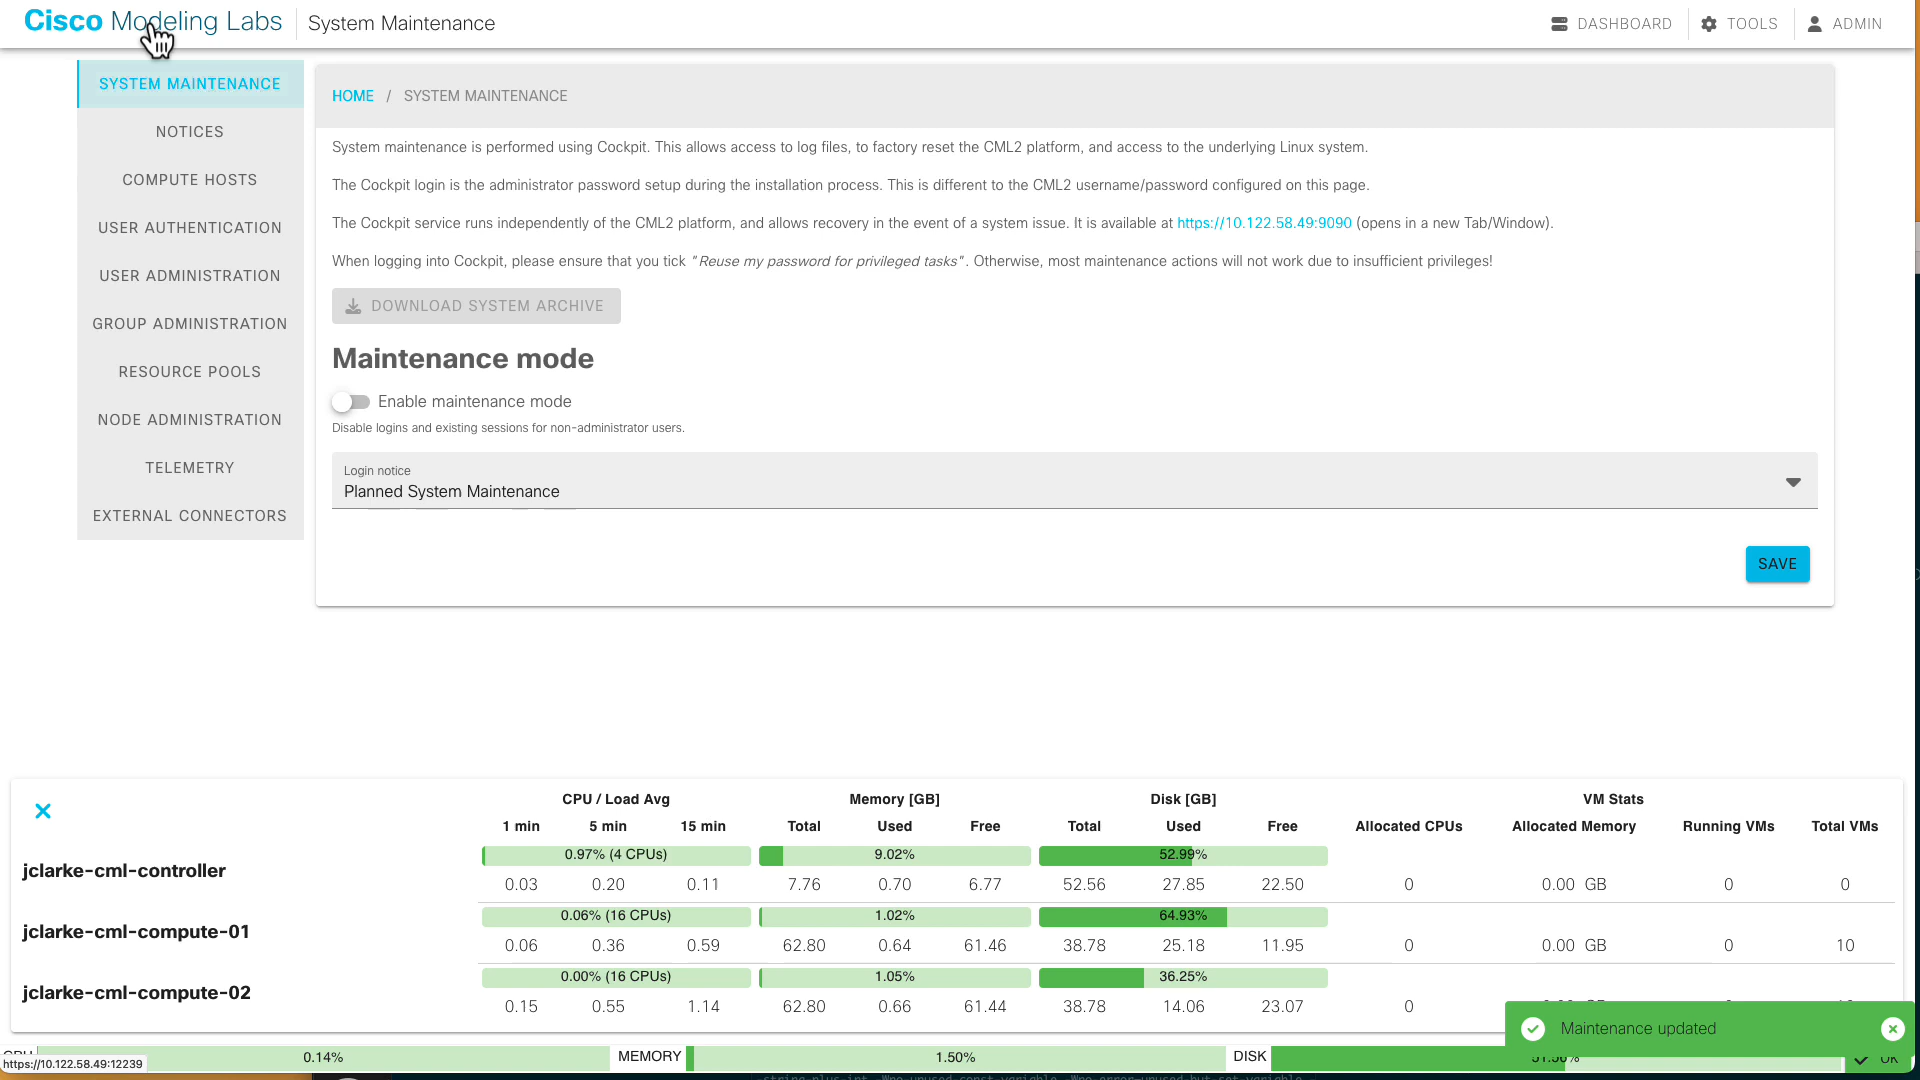 Cisco Modeling Labs System Maintenance DASHBOARD TOOLS ADMIN
SYSTEM MAINTENANCE
NOTICES
COMPUTE HOSTS
USER AUTHENTICATION
USER ADMINISTRATION
GROUP ADMINISTRATION
RESOURCE POOLS
NODE ADMINISTRATION
TELEMETRY
EXTERNAL CONNECTORS
HOME / SYSTEM MAINTENANCE
System maintenance is performed using Cockpit. This allows access to log files, to factory reset the CML2 platform, and access to the underlying Linux system.
The Cockpit login is the administrator password setup during the installation process. This is different to the CML2 username/password configured on this page.
The Cockpit service runs independently of the CML2 platform, and allows recovery in the event of a system issue. It is available at https://10.122.58.49:9090 (opens in a new Tab/Window).
When logging into Cockpit, please ensure that you tick "Reuse my password for privileged tasks". Otherwise, most maintenance actions will not work due to insufficient privileges!
DOWNLOAD SYSTEM ARCHIVE
Maintenance mode
Enable maintenance mode
Disable logins and existing sessions for non-administrator users.
Login notice
Planned System Maintenance
SAVE
CPU / Load Avg Memory [GB] Disk [GB] VM Stats
1 min 5 min 15 min Total Used Free Total Used Free Allocated CPUs Allocated Memory Running VMs Total VMs
0.97% (4 CPUs) 9.02% 52.99%
jclarke-cml-controller
0.03 0.20 0.11 7.76 0.70 6.77 52.56 27.85 22.50 0 0.00 GB 0 0
0.06% (16 CPUs) 1.02% 64.93%
jclarke-cml-compute-01
0.06 0.36 0.59 62.80 0.64 61.46 38.78 25.18 11.95 0 0.00 GB 0 10
0.00% (16 CPUs) 1.05% 36.25%
jclarke-cml-compute-02
0.15 0.55 1.14 62.80 0.66 61.44 38.78 14.06 23.07 0
Maintenance updated
0.14% MEMORY 1.50% DISK OK
https://10.122.58.49:12239